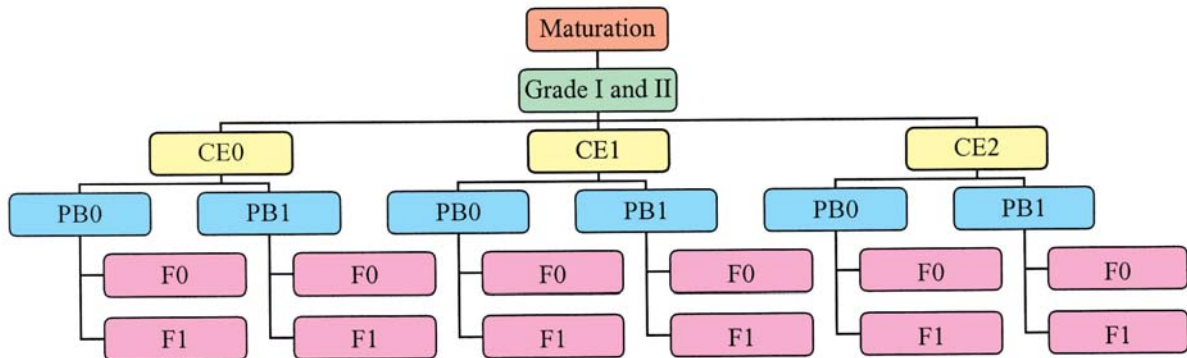 Maturation
Grade I and II
CE0 CE1 CE2
PB0 PB1 PB0 PB1 PB0 PB1
F0 F0 F0 F0 F0 F0
F1 F1 F1 F1 F1 F1